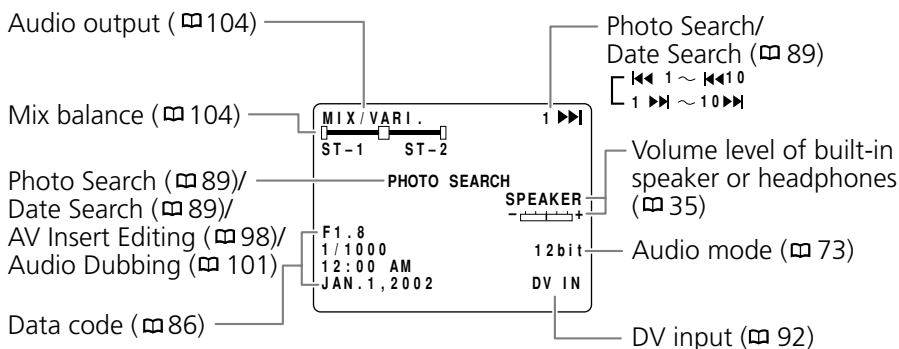 Audio output ( 104)
Mix balance ( 104)
Photo Search ( 89)/
Date Search ( 89)/
AV Insert Editing ( 98)/
Audio Dubbing ( 101)
Data code ( 86)
MIX/VARI.
1 ▶▶|
ST–1 ST–2
PHOTO SEARCH
SPEAKER
– +
F1.8
1/1000
12bit
12:00 AM
JAN.1,2002
DV IN
Photo Search/
Date Search ( 89)
|◀◀ 1 ~ |◀◀10
1 ▶▶| ~10▶▶|
Volume level of built-in
speaker or headphones
( 35)
Audio mode ( 73)
DV input ( 92)